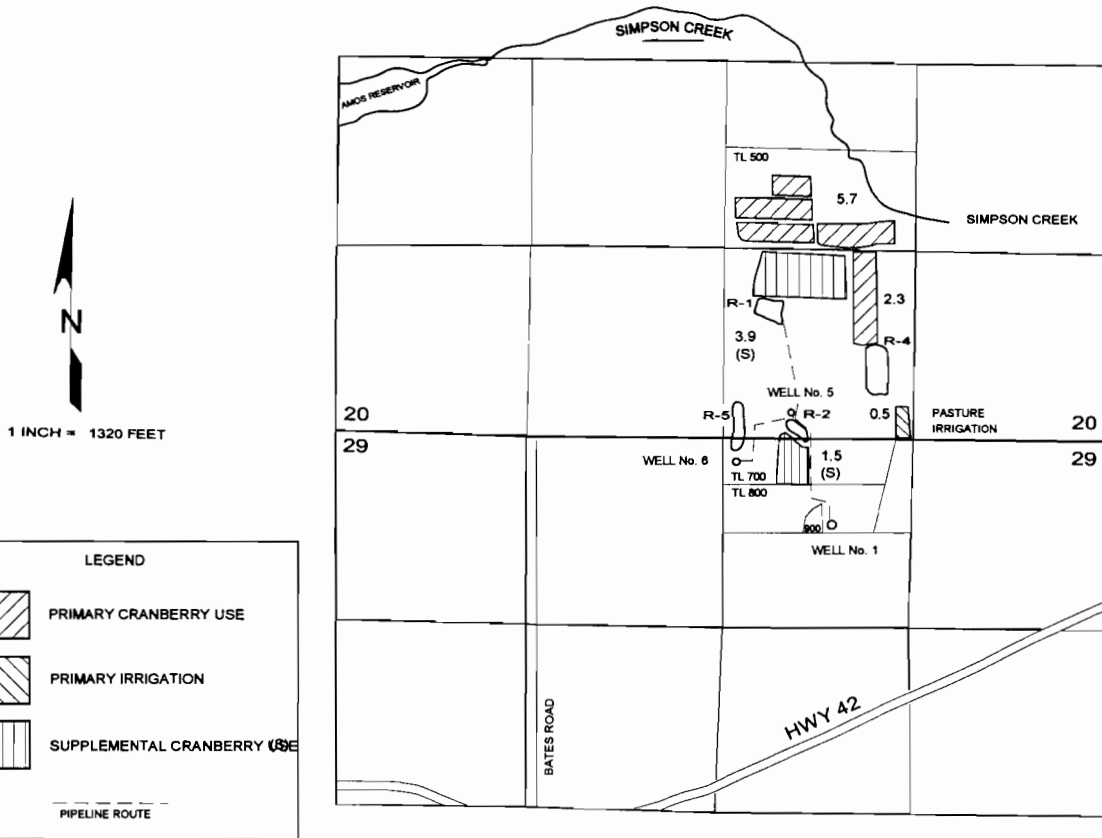 SIMPSON CREEK
AMOS RESERVOIR
TL 500
5.7
SIMPSON CREEK
N
1 INCH = 1320 FEET
R-1
2.3
3.9
(S)
R-4
WELL No. 5
R-5
R-2
0.5
PASTURE
IRRIGATION
20
20
29
29
WELL No. 6
1.5
(S)
TL 700
TL 800
900
WELL No. 1
LEGEND
PRIMARY CRANBERRY USE
PRIMARY IRRIGATION
SUPPLEMENTAL CRANBERRY USE (S)
PIPELINE ROUTE
BATES ROAD
HWY 42